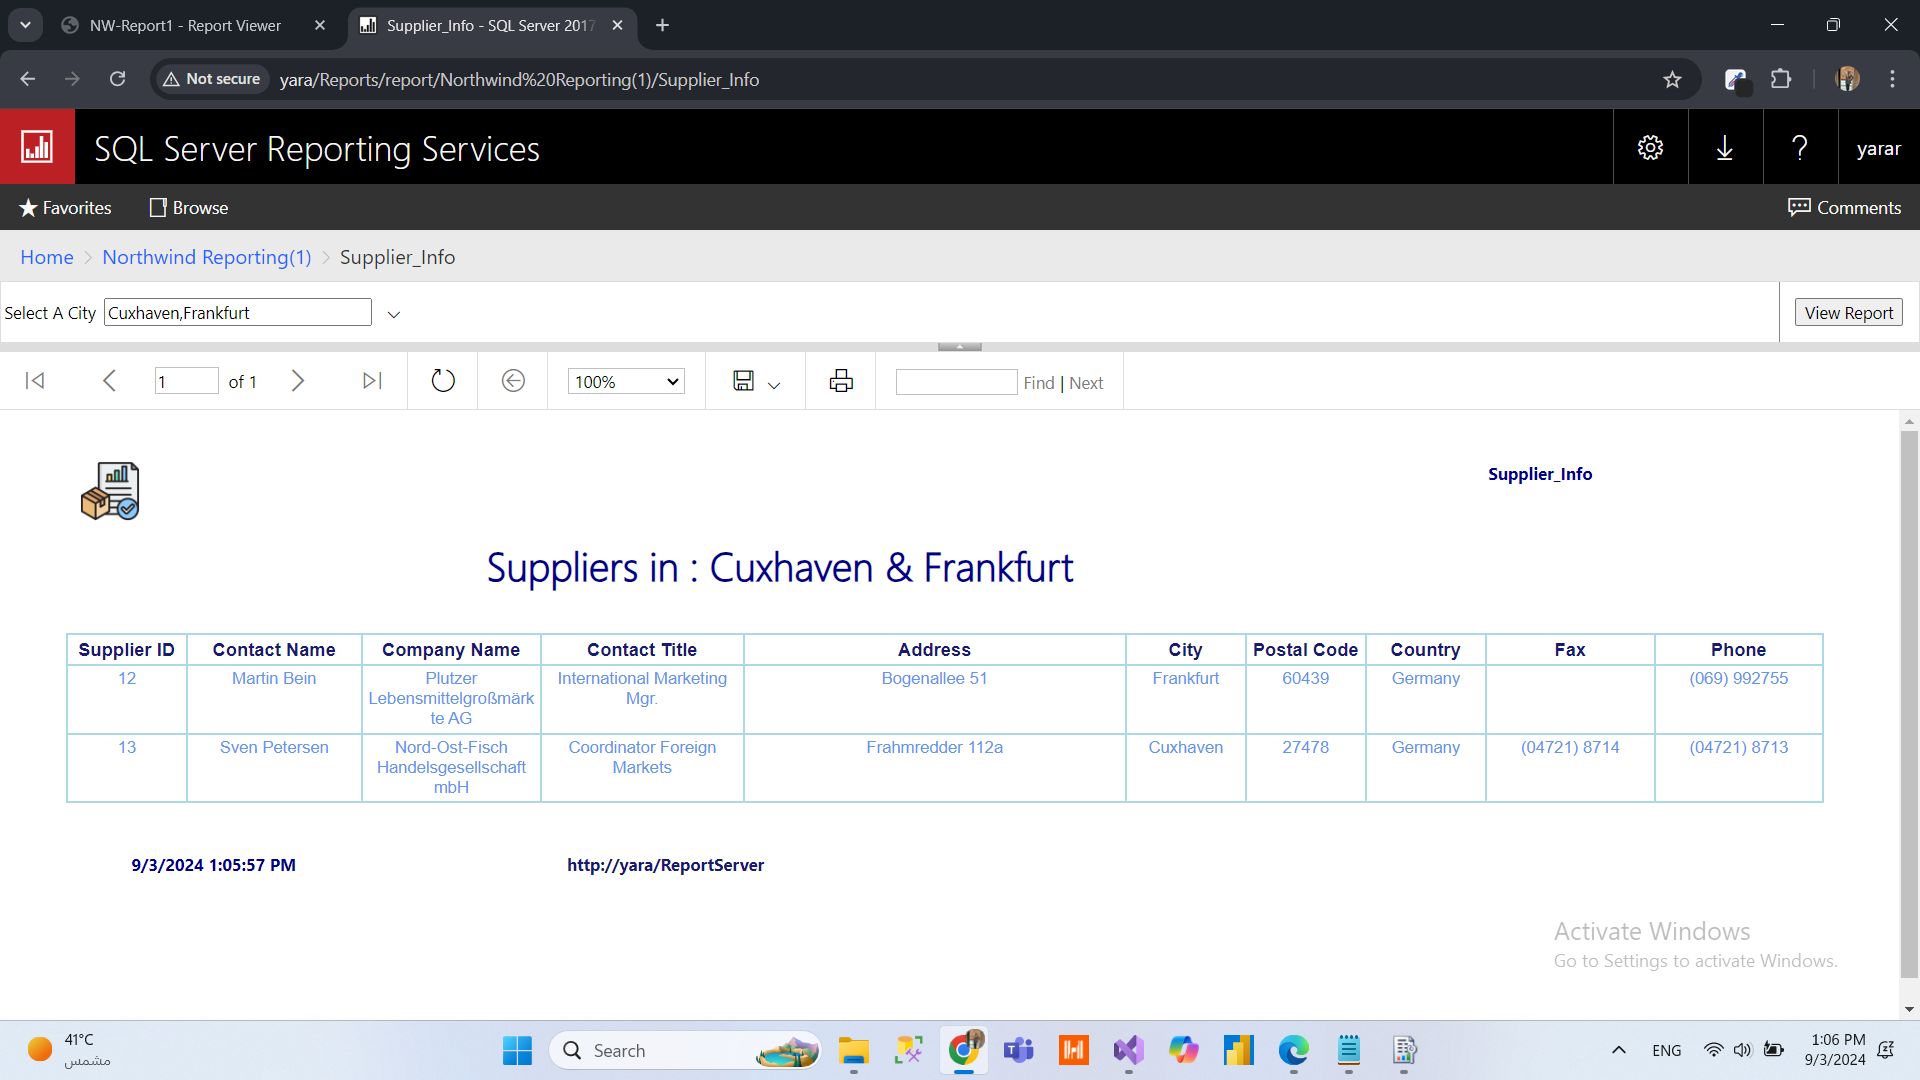 NW-Report1 - Report Viewer
Supplier_Info - SQL Server 2017
Not secure
yara/Reports/report/Northwind%20Reporting(1)/Supplier_Info
SQL Server Reporting Services
?
yarar
Favorites
Browse
Comments
Home > Northwind Reporting(1) > Supplier_Info
Select A City
Cuxhaven,Frankfurt
View Report
1 of 1
100%
Find | Next
Supplier_Info
Suppliers in : Cuxhaven & Frankfurt
Supplier ID Contact Name Company Name Contact Title Address City Postal Code Country Fax Phone
12 Martin Bein Plutzer International Marketing Bogenallee 51 Frankfurt 60439 Germany (069) 992755
Lebensmittelgroßmärk Mgr.
te AG
13 Sven Petersen Nord-Ost-Fisch Coordinator Foreign Frahmredder 112a Cuxhaven 27478 Germany (04721) 8714 (04721) 8713
Handelsgesellschaft Markets
mbH
9/3/2024 1:05:57 PM
http://yara/ReportServer
Activate Windows
Go to Settings to activate Windows.
41°C
مشمس
Search
ENG
1:06 PM
9/3/2024